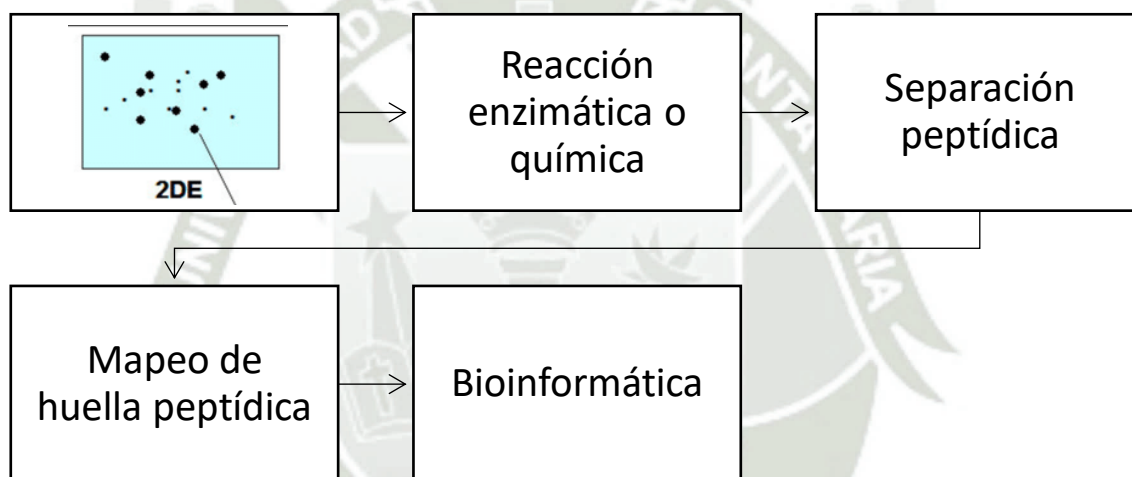 2DE
Reacción
enzimática o
química
Separación
peptídica
Mapeo de
huella peptídica
Bioinformática